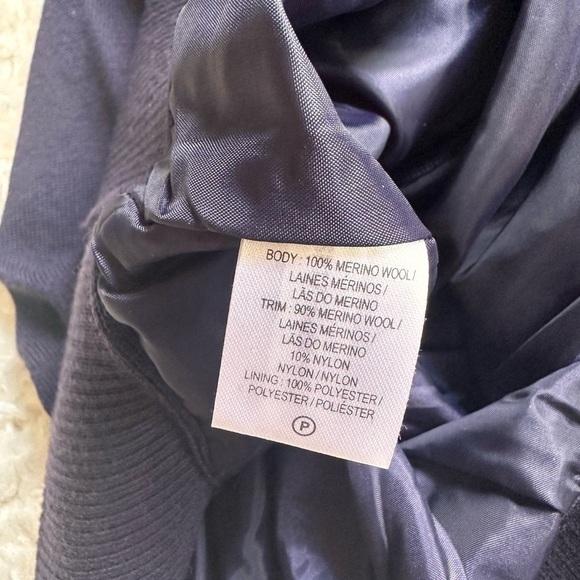 BODY : 100% MERINO WOOL /
LAINES MÉRINOS /
LÃS DO MERINO
TRIM : 90% MERINO WOOL /
LAINES MÉRINOS /
LÃS DO MERINO
10% NYLON
NYLON / NYLON
LINING : 100% POLYESTER /
POLYESTER / POLIÉSTER
P